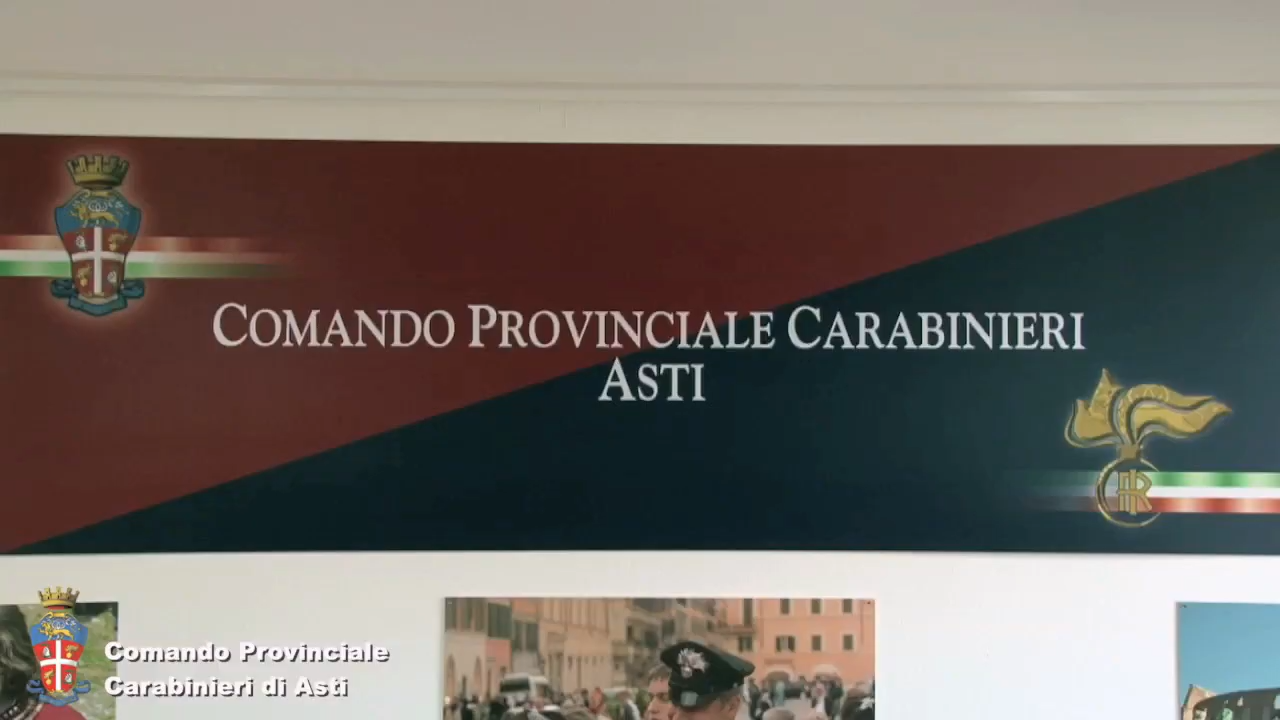 COMANDO PROVINCIALE CARABINIERI
ASTI
RI
Comando Provinciale
Carabinieri di Asti